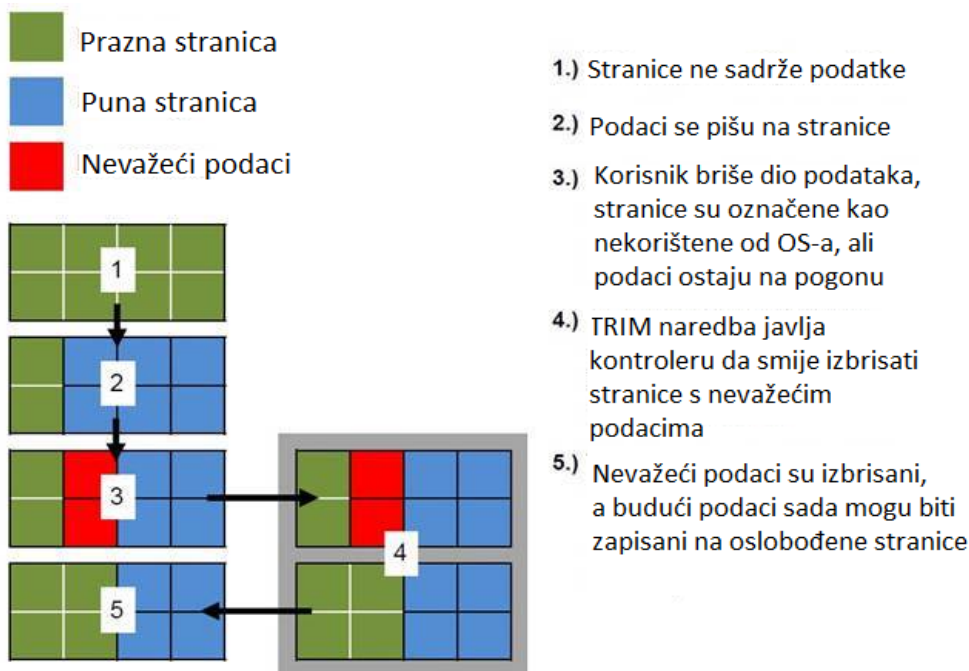 Prazna stranica
Puna stranica
Nevažeći podaci
1
2
3
4
5
1.) Stranice ne sadrže podatke
2.) Podaci se pišu na stranice
3.) Korisnik briše dio podataka,
stranice su označene kao
nekorištene od OS-a, ali
podaci ostaju na pogonu
4.) TRIM naredba javlja
kontroleru da smije izbrisati
stranice s nevažećim
podacima
5.) Nevažeći podaci su izbrisani,
a budući podaci sada mogu biti
zapisani na oslobođene stranice